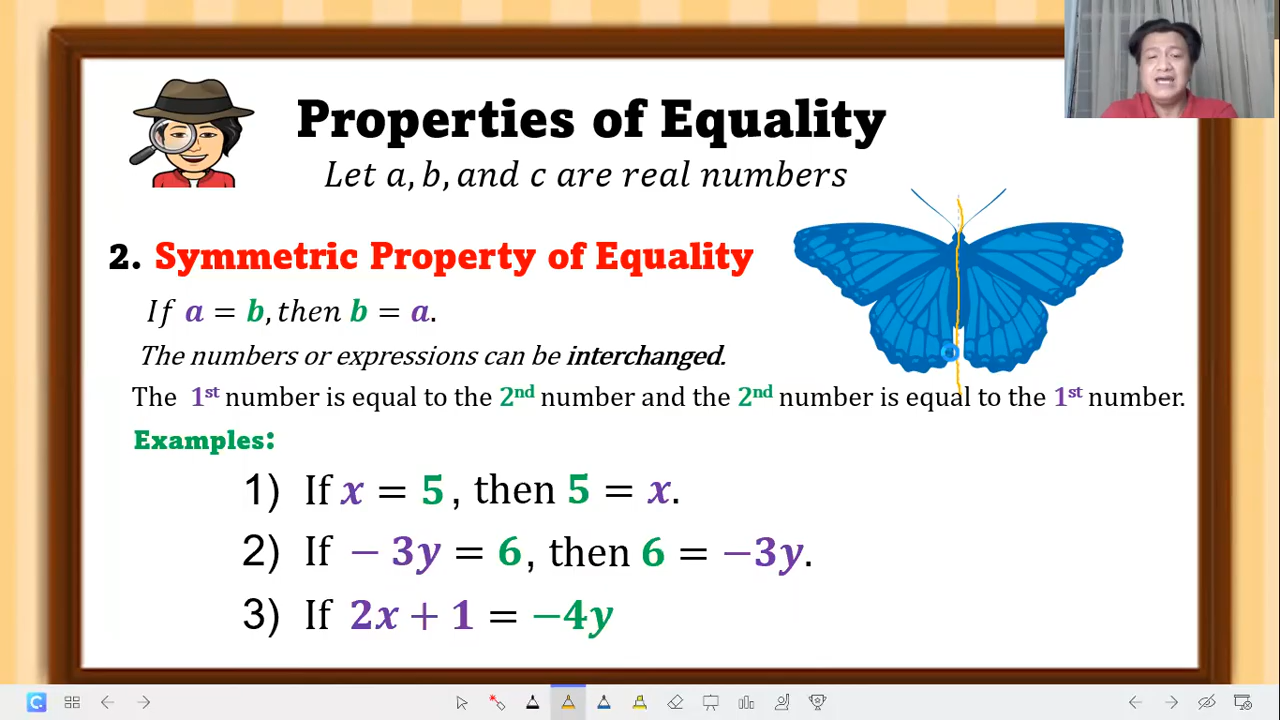 Properties of Equality
Let a, b, and c are real numbers
2. Symmetric Property of Equality
If a = b, then b = a.
The numbers or expressions can be interchanged.
The 1st number is equal to the 2nd number and the 2nd number is equal to the 1st number.
Examples:
1) If x = 5, then 5 = x.
2) If − 3y = 6, then 6 = −3y.
3) If 2x + 1 = −4y